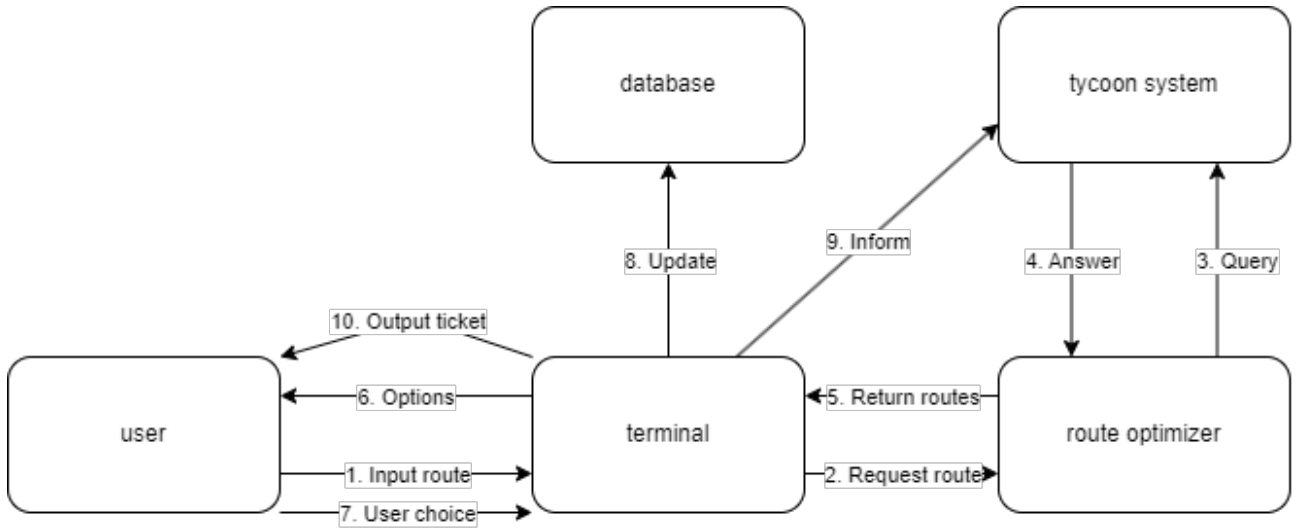 database
tycoon system
9. Inform
8. Update
4. Answer
3. Query
10. Output ticket
6. Options
5. Return routes
user
terminal
route optimizer
1. Input route
2. Request route
7. User choice